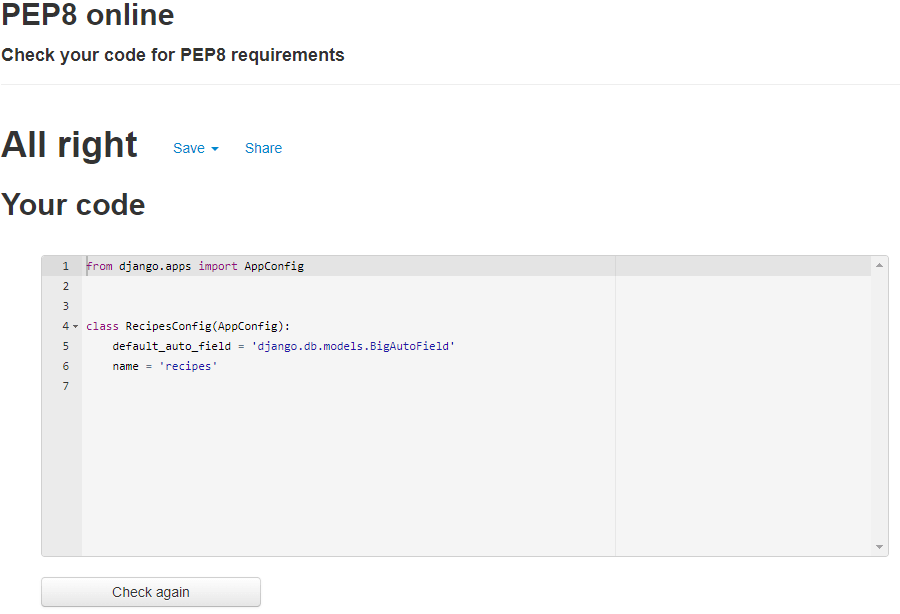 PEP8 online
Check your code for PEP8 requirements
All right Save Share
Your code
1 from django.apps import AppConfig
2
3
4 class RecipesConfig(AppConfig):
5     default_auto_field = 'django.db.models.BigAutoField'
6     name = 'recipes'
7
Check again